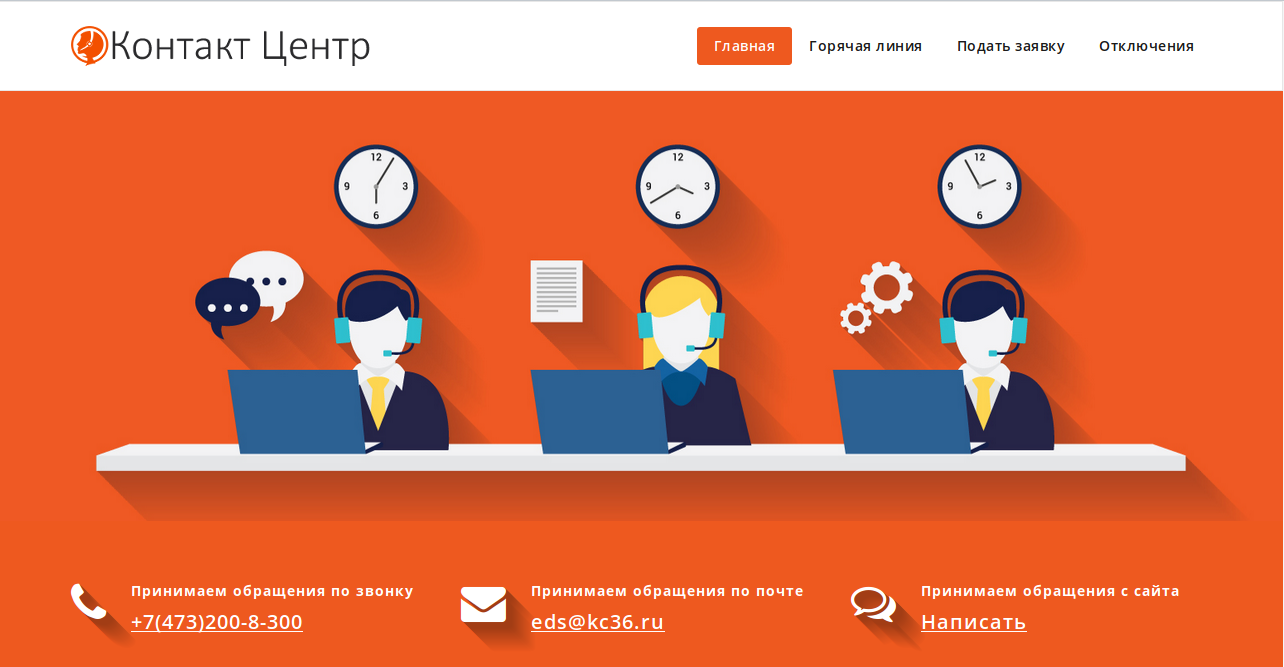 Контакт Центр
Главная Горячая линия Подать заявку Отключения
12 12 12
9 3 9 3 9 3
6 6 6
Принимаем обращения по звонку
+7(473)200-8-300
Принимаем обращения по почте
eds@kc36.ru
Принимаем обращения с сайта
Написать